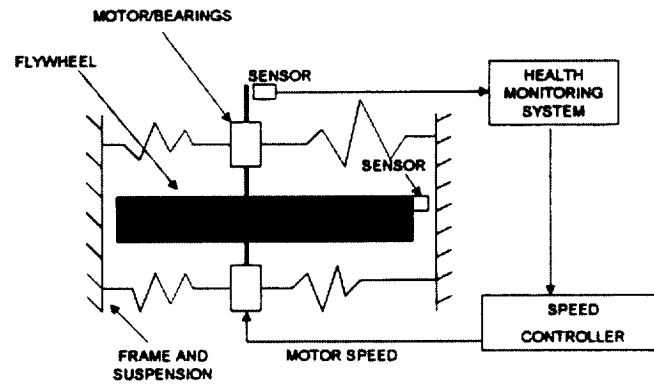 MOTOR/BEARINGS
FLYWHEEL
SENSOR
HEALTH
MONITORING
SYSTEM
SENSOR
SPEED
CONTROLLER
FRAME AND
SUSPENSION
MOTOR SPEED